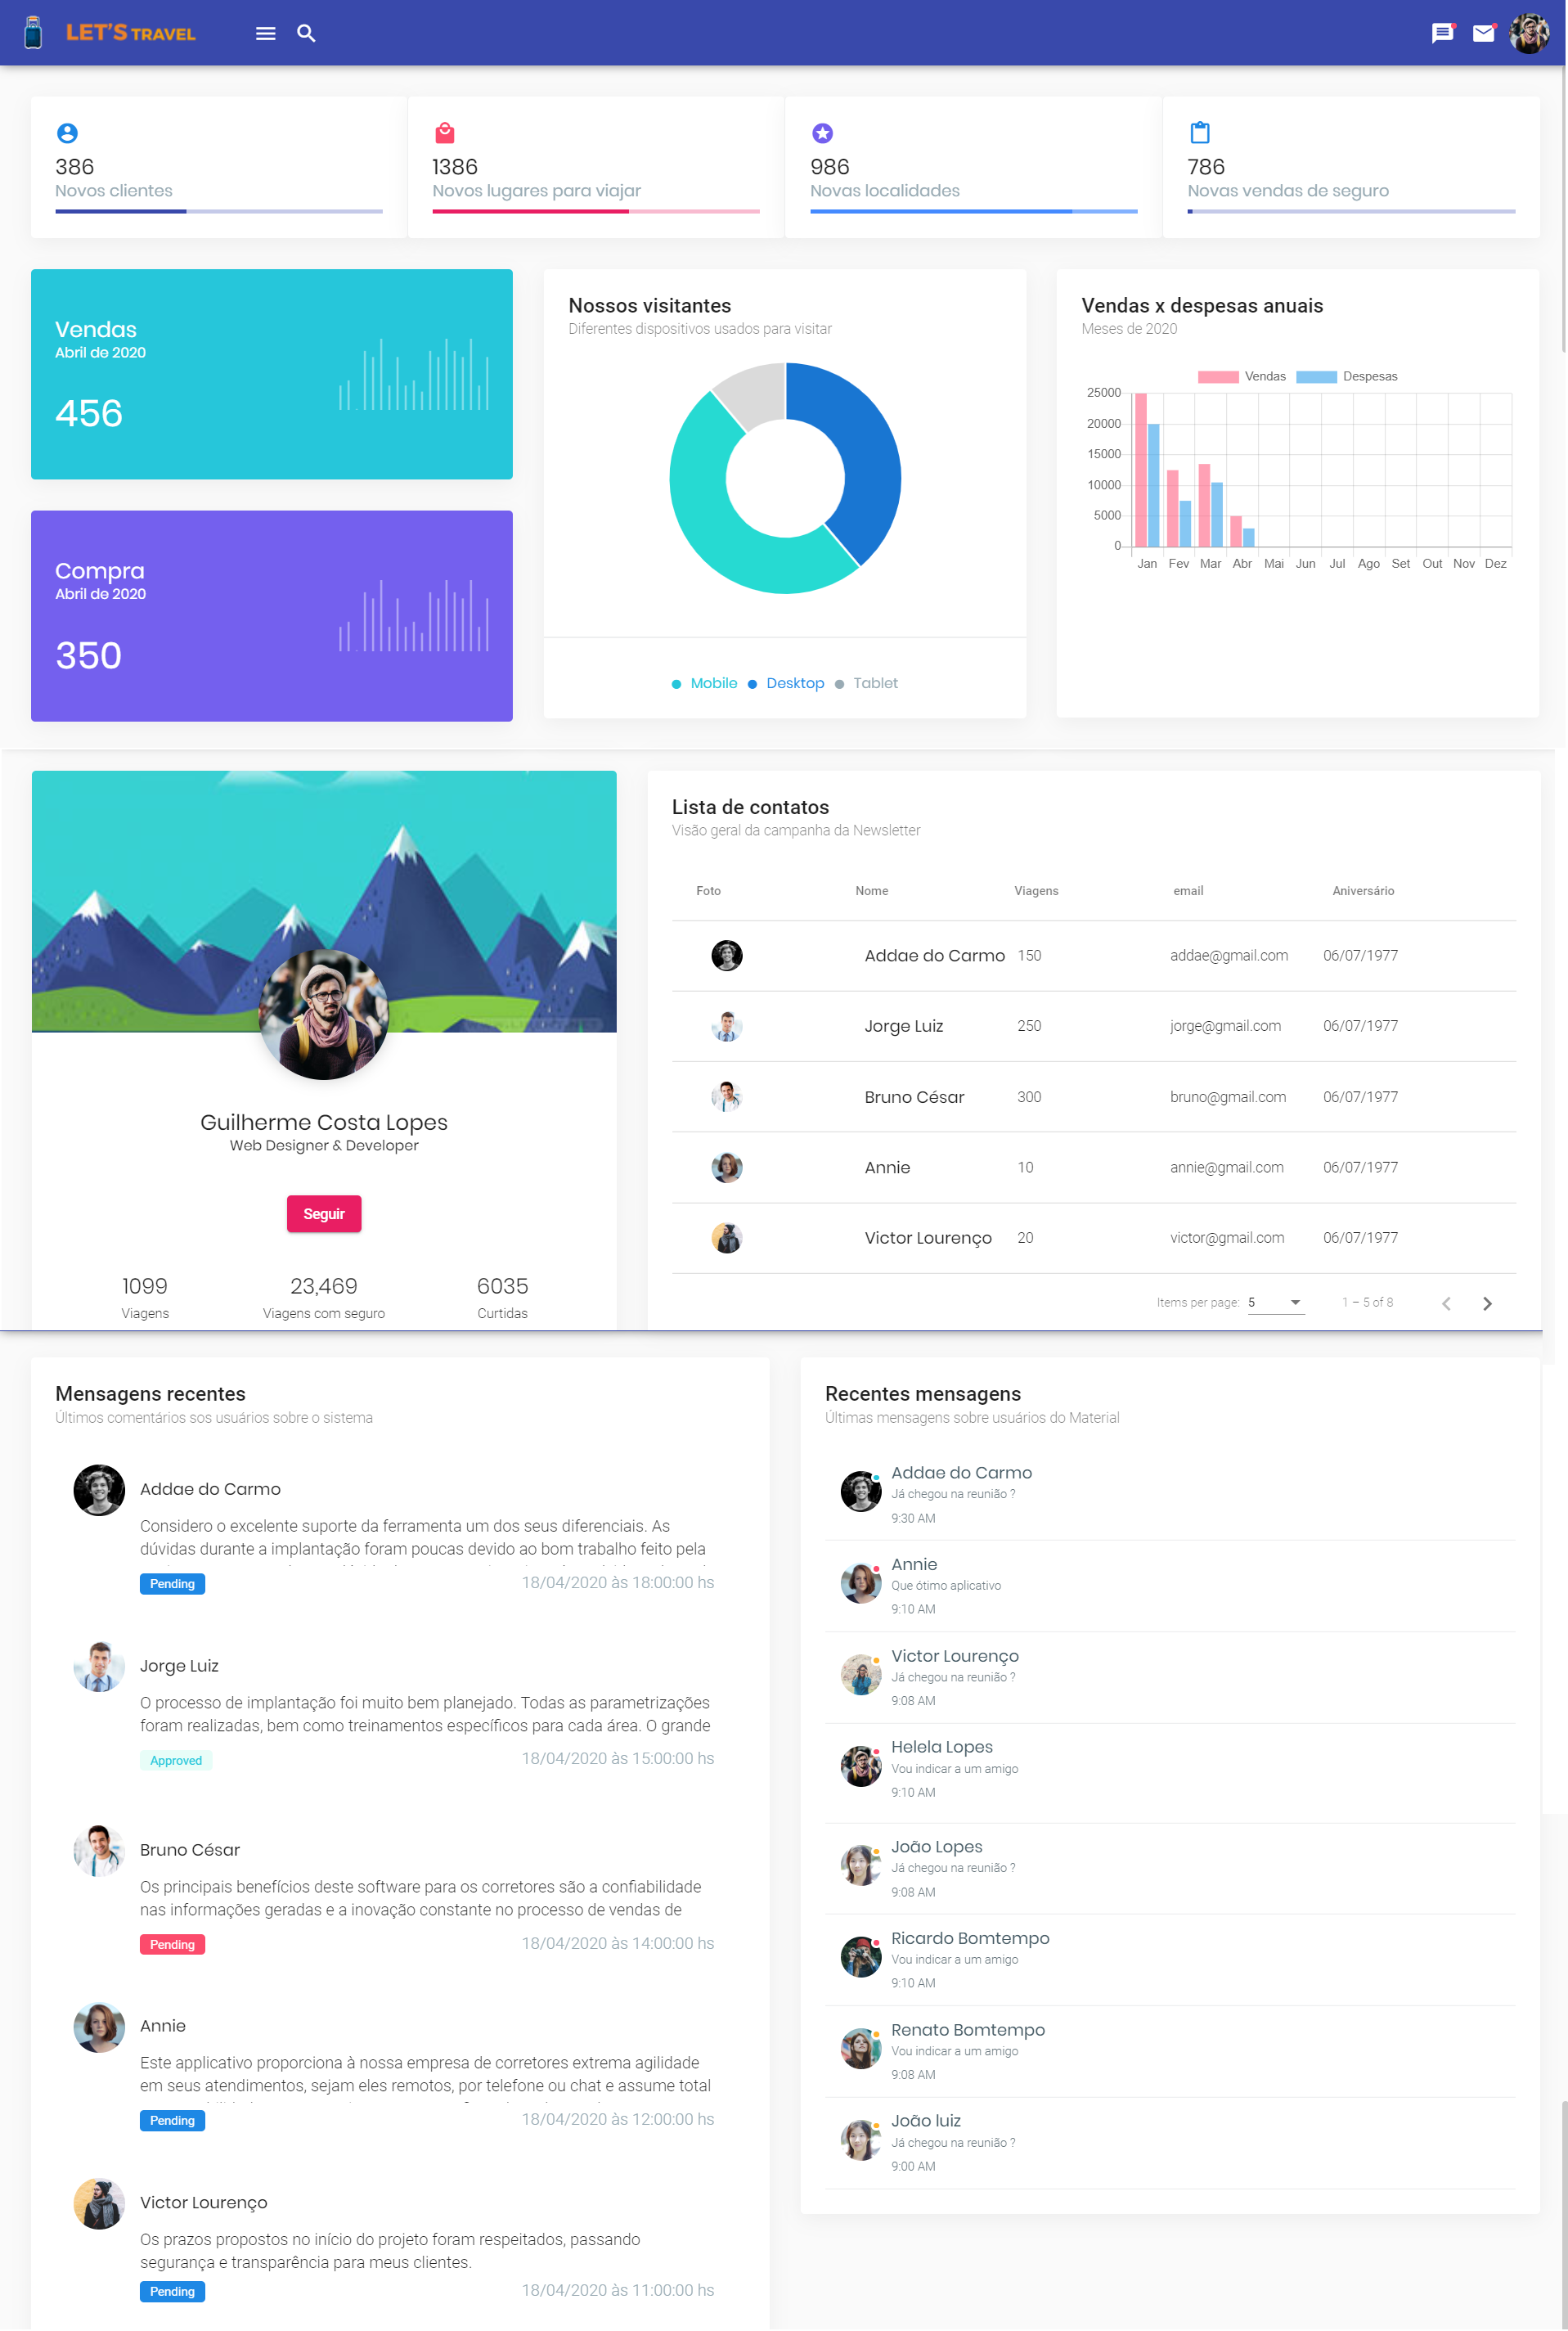 LET'S TRAVEL
386
Novos clientes
1386
Novos lugares para viajar
986
Novas localidades
786
Novas vendas de seguro
Vendas
Abril de 2020
456
Compra
Abril de 2020
350
Nossos visitantes
Diferentes dispositivos usados para visitar
Mobile Desktop Tablet
Vendas x despesas anuais
Meses de 2020
Vendas Despesas
25000
20000
15000
10000
5000
0
Jan Fev Mar Abr Mai Jun Jul Ago Set Out Nov Dez
Guilherme Costa Lopes
Web Designer & Developer
Seguir
1099 23,469 6035
Viagens Viagens com seguro Curtidas
Lista de contatos
Visão geral da campanha da Newsletter
Foto Nome Viagens email Aniversário
Addae do Carmo 150 addae@gmail.com 06/07/1977
Jorge Luiz 250 jorge@gmail.com 06/07/1977
Bruno César 300 bruno@gmail.com 06/07/1977
Annie 10 annie@gmail.com 06/07/1977
Victor Lourenço 20 victor@gmail.com 06/07/1977
Items per page: 5 1 – 5 of 8
Mensagens recentes
Últimos comentários sos usuários sobre o sistema
Addae do Carmo
Considero o excelente suporte da ferramenta um dos seus diferenciais. As
dúvidas durante a implantação foram poucas devido ao bom trabalho feito pela
Pending 18/04/2020 às 18:00:00 hs
Jorge Luiz
O processo de implantação foi muito bem planejado. Todas as parametrizações
foram realizadas, bem como treinamentos específicos para cada área. O grande
Approved 18/04/2020 às 15:00:00 hs
Bruno César
Os principais benefícios deste software para os corretores são a confiabilidade
nas informações geradas e a inovação constante no processo de vendas de
Pending 18/04/2020 às 14:00:00 hs
Annie
Este applicativo proporciona à nossa empresa de corretores extrema agilidade
em seus atendimentos, sejam eles remotos, por telefone ou chat e assume total
Pending 18/04/2020 às 12:00:00 hs
Victor Lourenço
Os prazos propostos no início do projeto foram respeitados, passando
segurança e transparência para meus clientes.
Pending 18/04/2020 às 11:00:00 hs
Recentes mensagens
Últimas mensagens sobre usuários do Material
Addae do Carmo
Já chegou na reunião ?
9:30 AM
Annie
Que ótimo aplicativo
9:10 AM
Victor Lourenço
Já chegou na reunião ?
9:08 AM
Helela Lopes
Vou indicar a um amigo
9:10 AM
João Lopes
Já chegou na reunião ?
9:08 AM
Ricardo Bomtempo
Vou indicar a um amigo
9:10 AM
Renato Bomtempo
Vou indicar a um amigo
9:08 AM
João luiz
Já chegou na reunião ?
9:00 AM